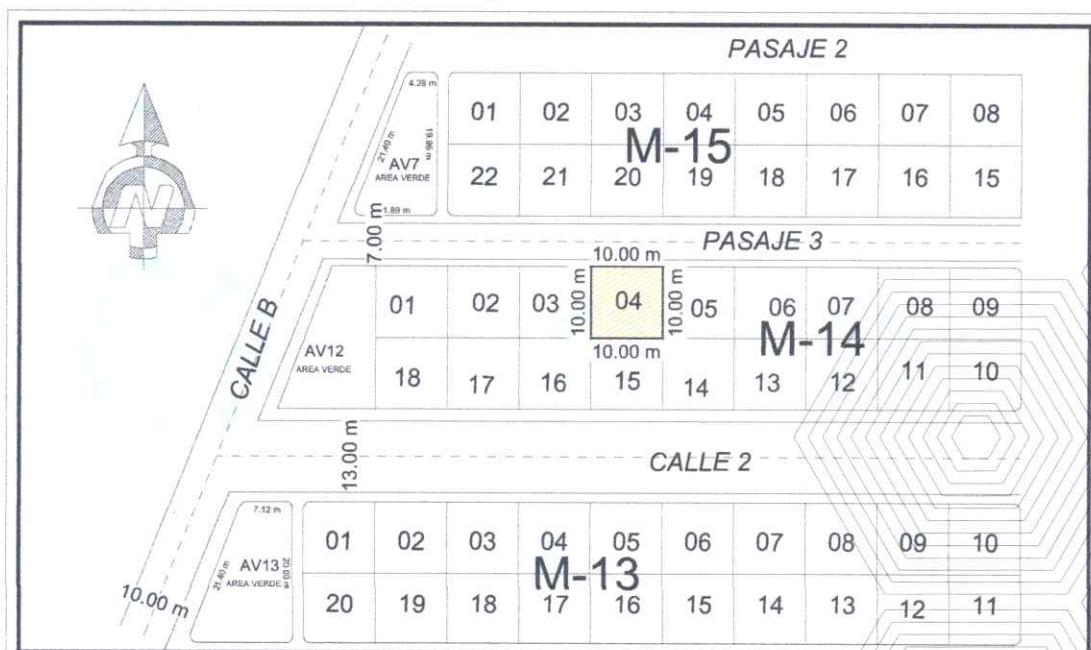 PASAJE 2
4.28 m
01 02 03 04 05 06 07 08
M-15
21.40 m
19.96 m
AV7
AREA VERDE
22 21 20 19 18 17 16 15
1.89 m
7.00 m
PASAJE 3
10.00 m
01 02 03 04 05 06 07 08 09
10.00 m
10.00 m
M-14
10.00 m
CALLE B
AV12
AREA VERDE
18 17 16 15 14 13 12 11 10
13.00 m
CALLE 2
7.12 m
01 02 03 04 05 06 07 08 09 10
M-13
21.40 m
20.00 m
AV13
AREA VERDE
20 19 18 17 16 15 14 13 12 11
10.00 m
N